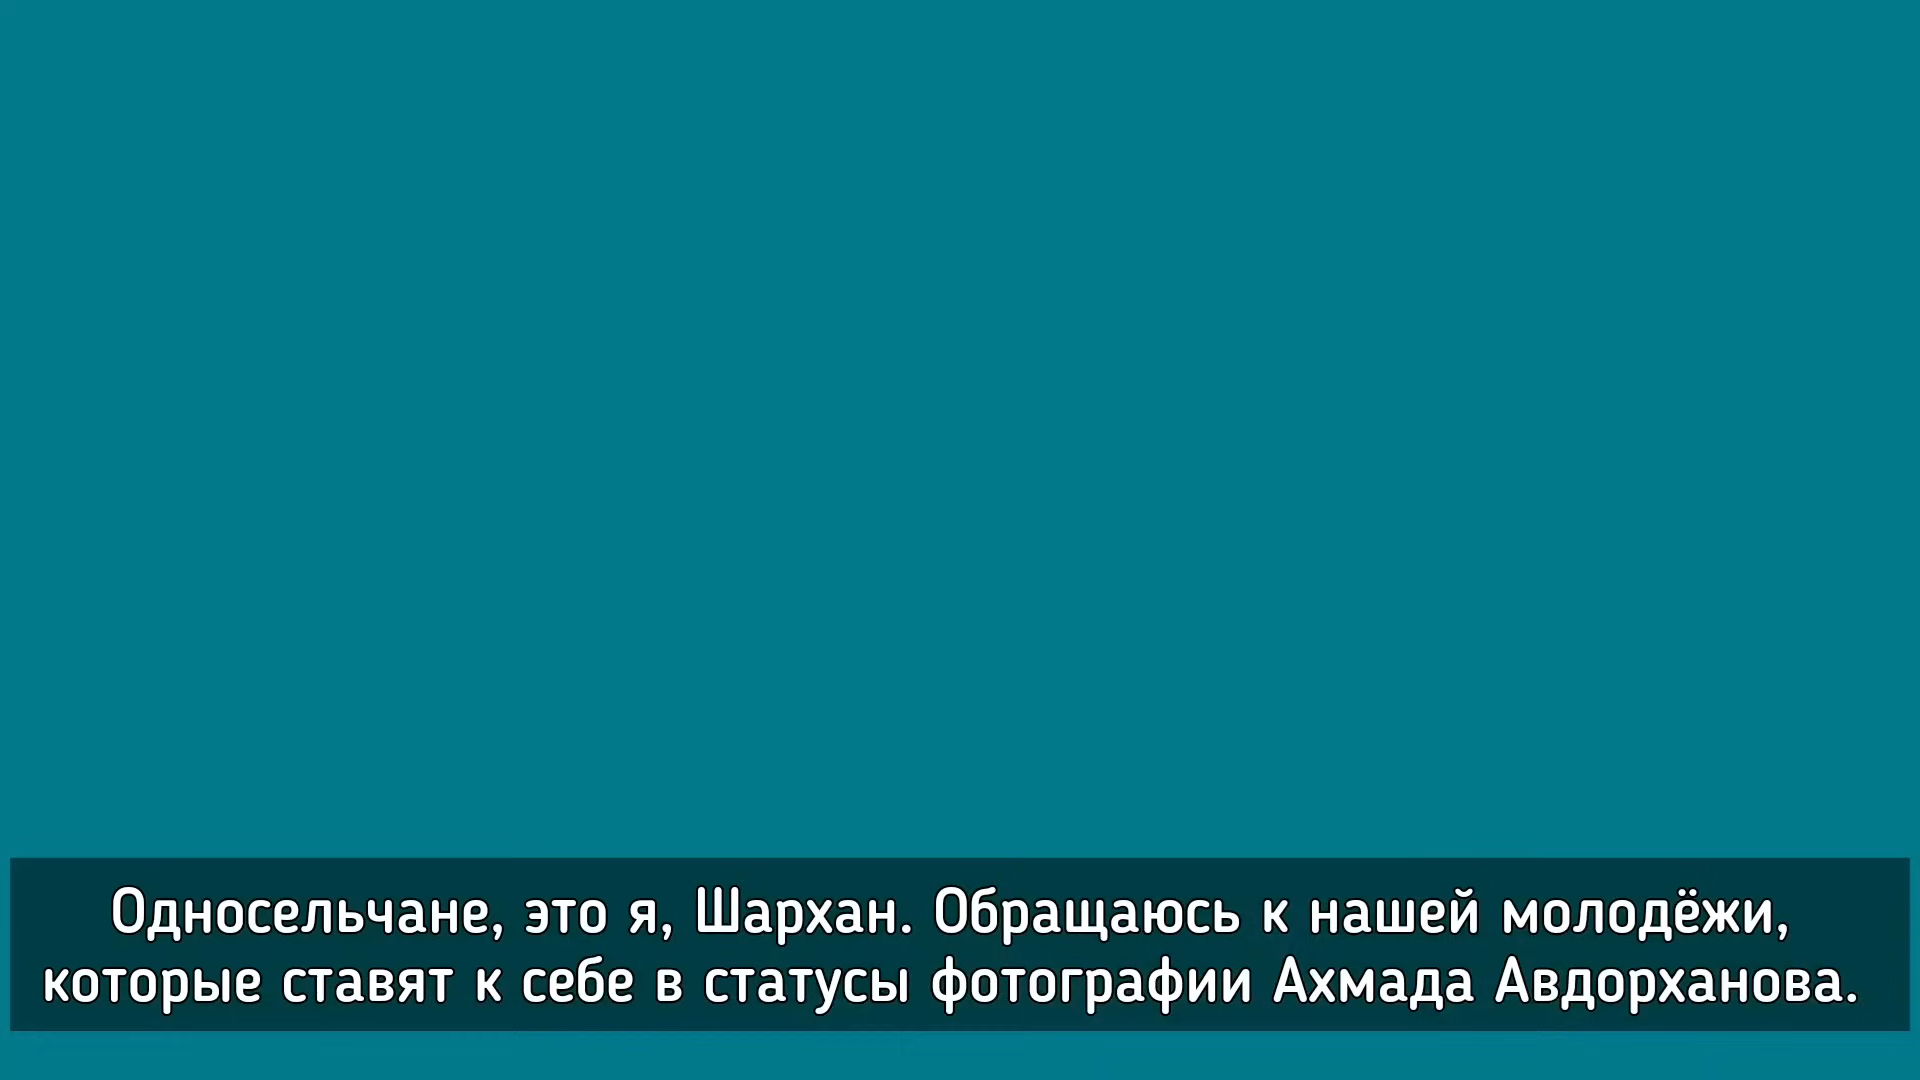 Односельчане, это я, Шархан. Обращаюсь к нашей молодёжи,
которые ставят к себе в статусы фотографии Ахмада Авдорханова.